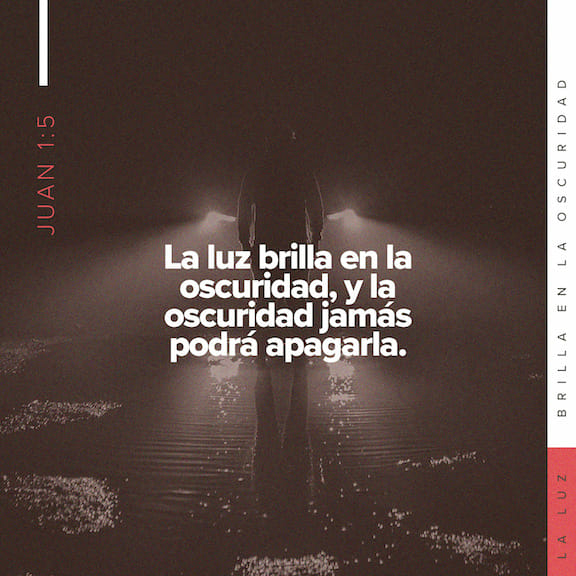 JUAN 1:5
La luz brilla en la
oscuridad, y la
oscuridad jamás
podrá apagarla.
LA LUZ BRILLA EN LA OSCURIDAD